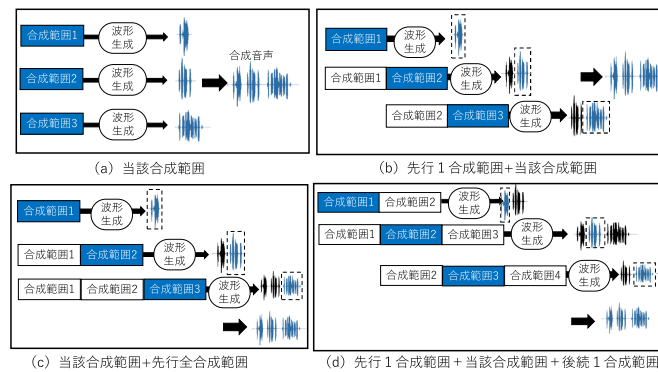 合成範囲1
波形
生成
合成範囲2
波形
生成
合成音声
合成範囲3
波形
生成
(a) 当該合成範囲
合成範囲1
波形
生成
合成範囲1 合成範囲2
波形
生成
合成範囲2 合成範囲3
波形
生成
(b) 先行1合成範囲+当該合成範囲
合成範囲1
波形
生成
合成範囲1 合成範囲2
波形
生成
合成範囲1 合成範囲2 合成範囲3
波形
生成
(c) 当該合成範囲+先行全合成範囲
合成範囲1 合成範囲2
波形
生成
合成範囲1 合成範囲2 合成範囲3
波形
生成
合成範囲2 合成範囲3 合成範囲4
波形
生成
(d) 先行1合成範囲+当該合成範囲+後続1合成範囲